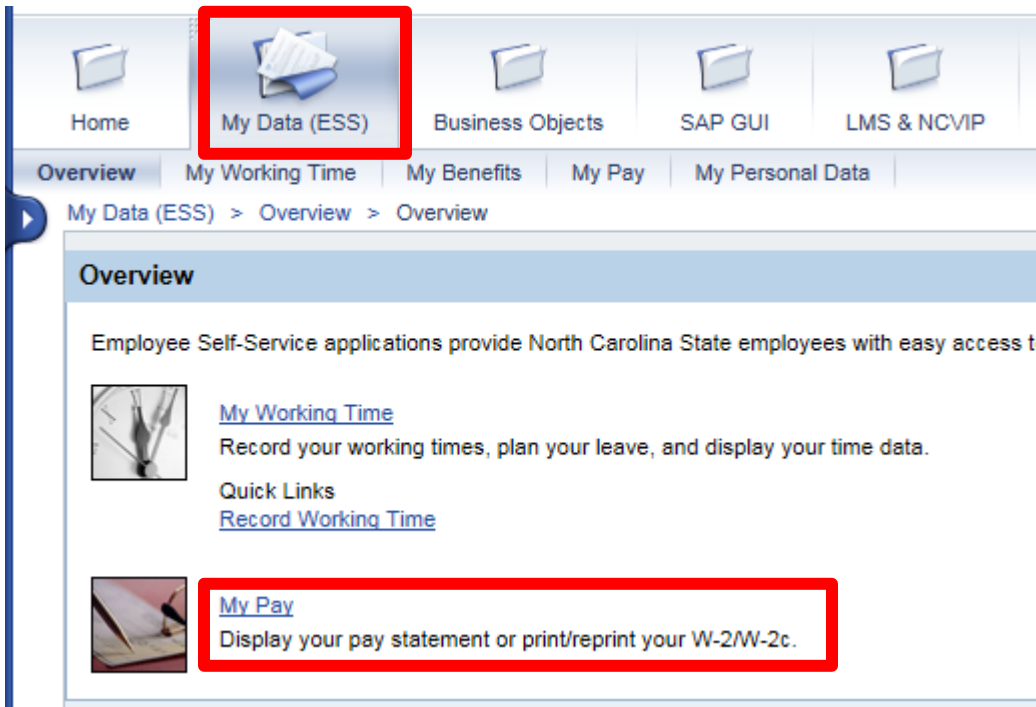 Home My Data (ESS) Business Objects SAP GUI LMS & NCVIP
Overview My Working Time My Benefits My Pay My Personal Data
My Data (ESS) > Overview > Overview
Overview
Employee Self-Service applications provide North Carolina State employees with easy access t
My Working Time
Record your working times, plan your leave, and display your time data.
Quick Links
Record Working Time
My Pay
Display your pay statement or print/reprint your W-2/W-2c.